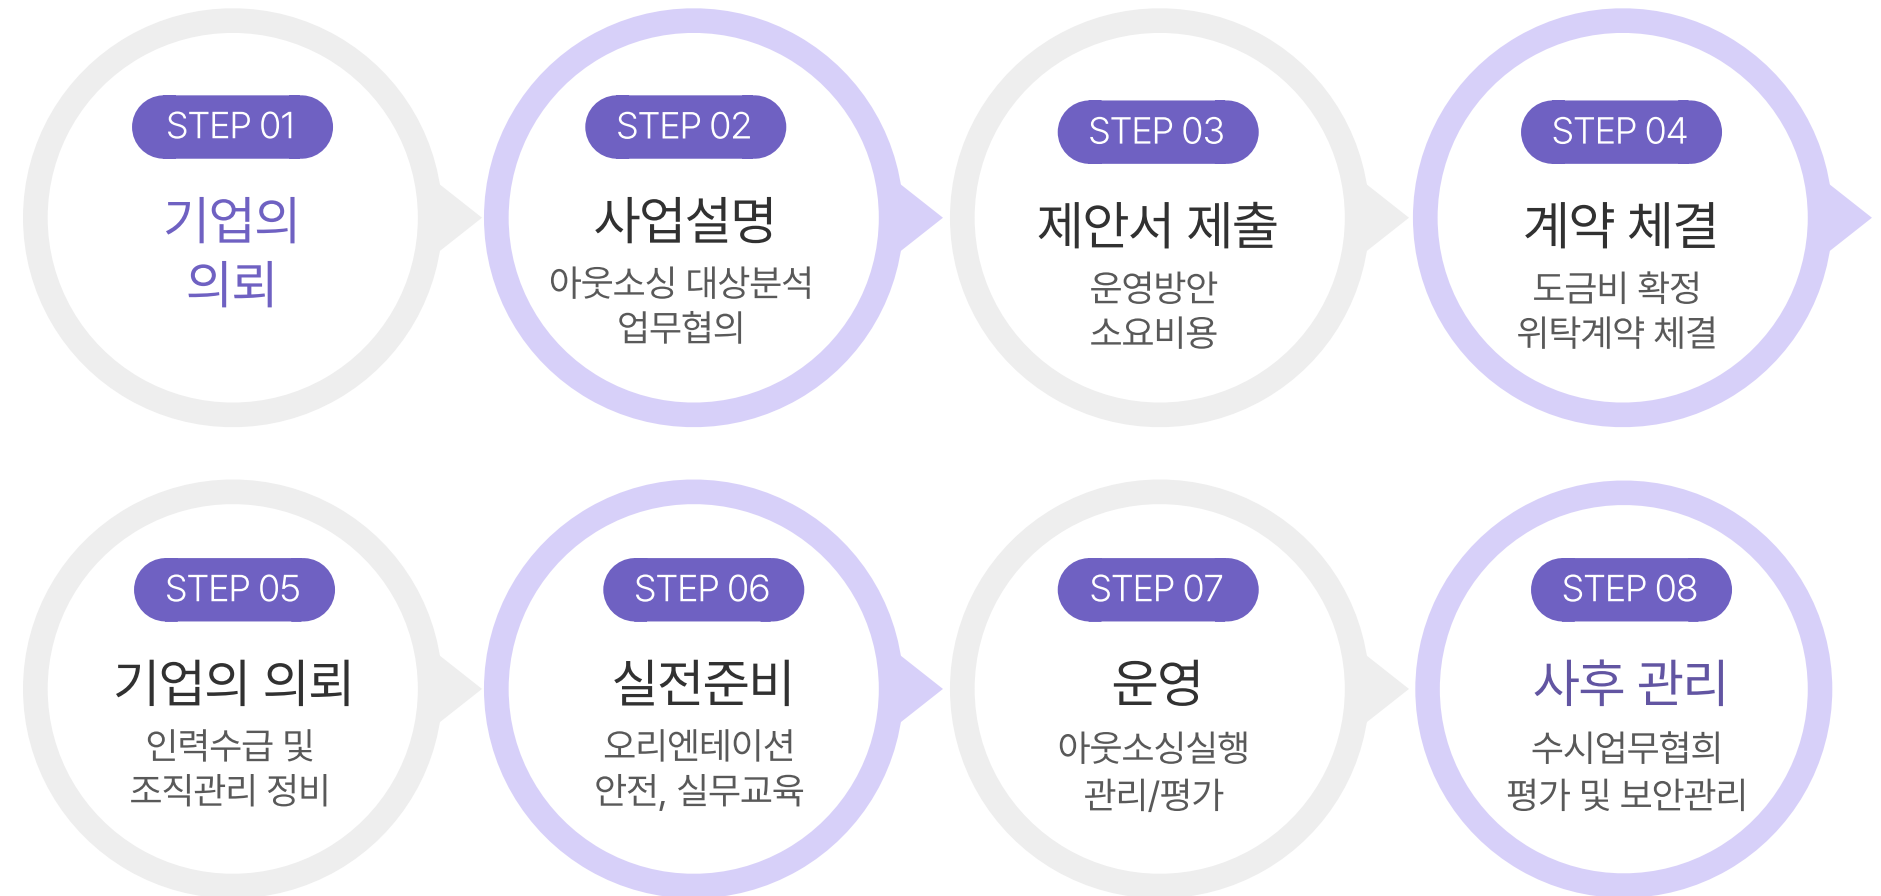 STEP 01
기업의
의뢰
STEP 02
사업설명
아웃소싱 대상분석
업무협의
STEP 03
제안서 제출
운영방안
소요비용
STEP 04
계약 체결
도금비 확정
위탁계약 체결
STEP 05
기업의 의뢰
인력수급 및
조직관리 정비
STEP 06
실전준비
오리엔테이션
안전, 실무교육
STEP 07
운영
아웃소싱실행
관리/평가
STEP 08
사후 관리
수시업무협희
평가 및 보안관리